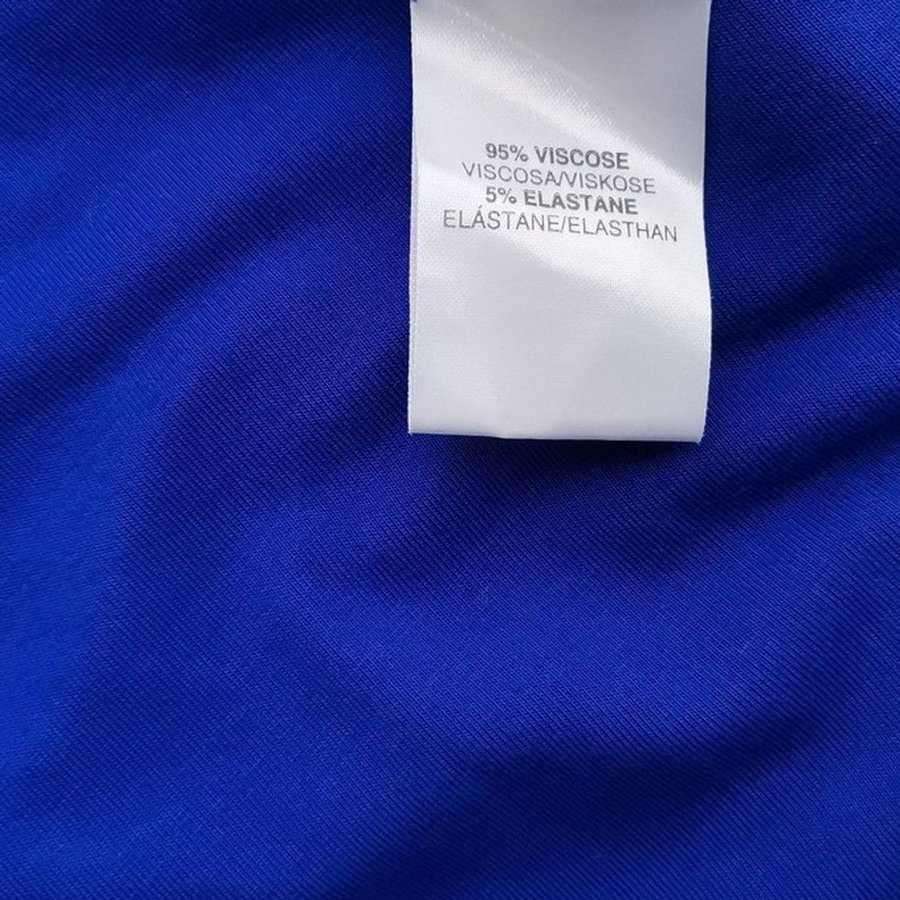 95% VISCOSE
VISCOSA/VISKOSE
5% ELASTANE
ELÁSTANE/ELASTHAN